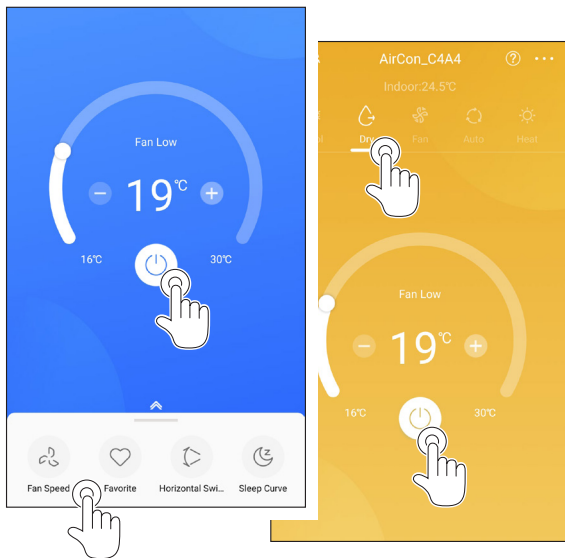 Fan Low
19℃
16℃
30℃
Fan Speed
Favorite
Horizontal Swi...
Sleep Curve
AirCon_C4A4
Indoor:24.5℃
Dry
Fan
Auto
Heat
Fan Low
19℃
16℃
30℃